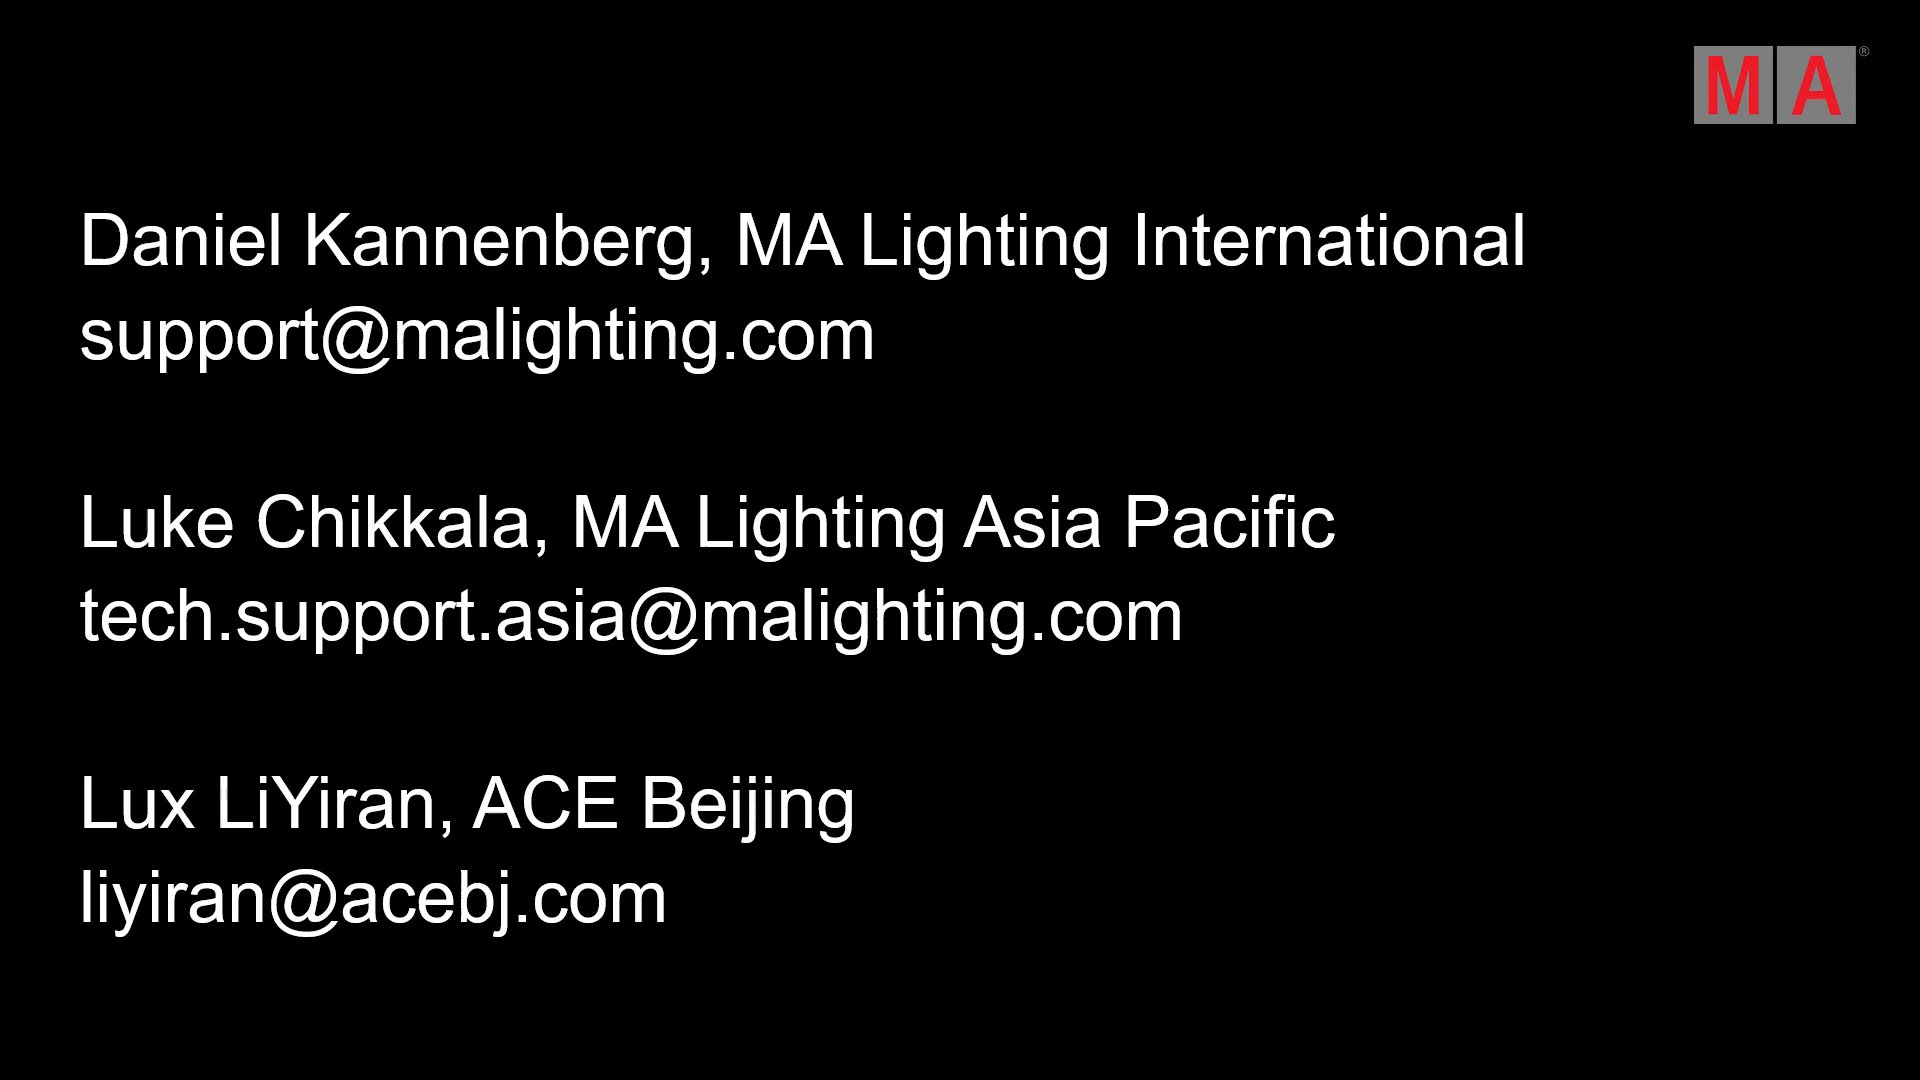 MA®
Daniel Kannenberg, MA Lighting International
support@malighting.com
Luke Chikkala, MA Lighting Asia Pacific
tech.support.asia@malighting.com
Lux LiYiran, ACE Beijing
liyiran@acebj.com